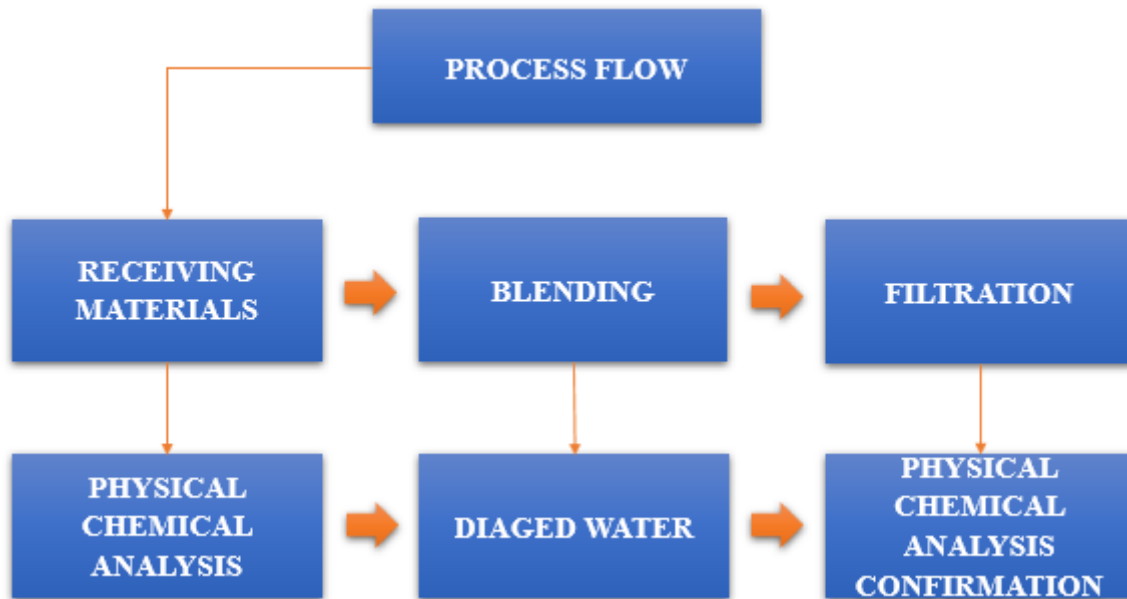 PROCESS FLOW
RECEIVING
MATERIALS
BLENDING
FILTRATION
PHYSICAL
CHEMICAL
ANALYSIS
DIAGED WATER
PHYSICAL
CHEMICAL
ANALYSIS
CONFIRMATION